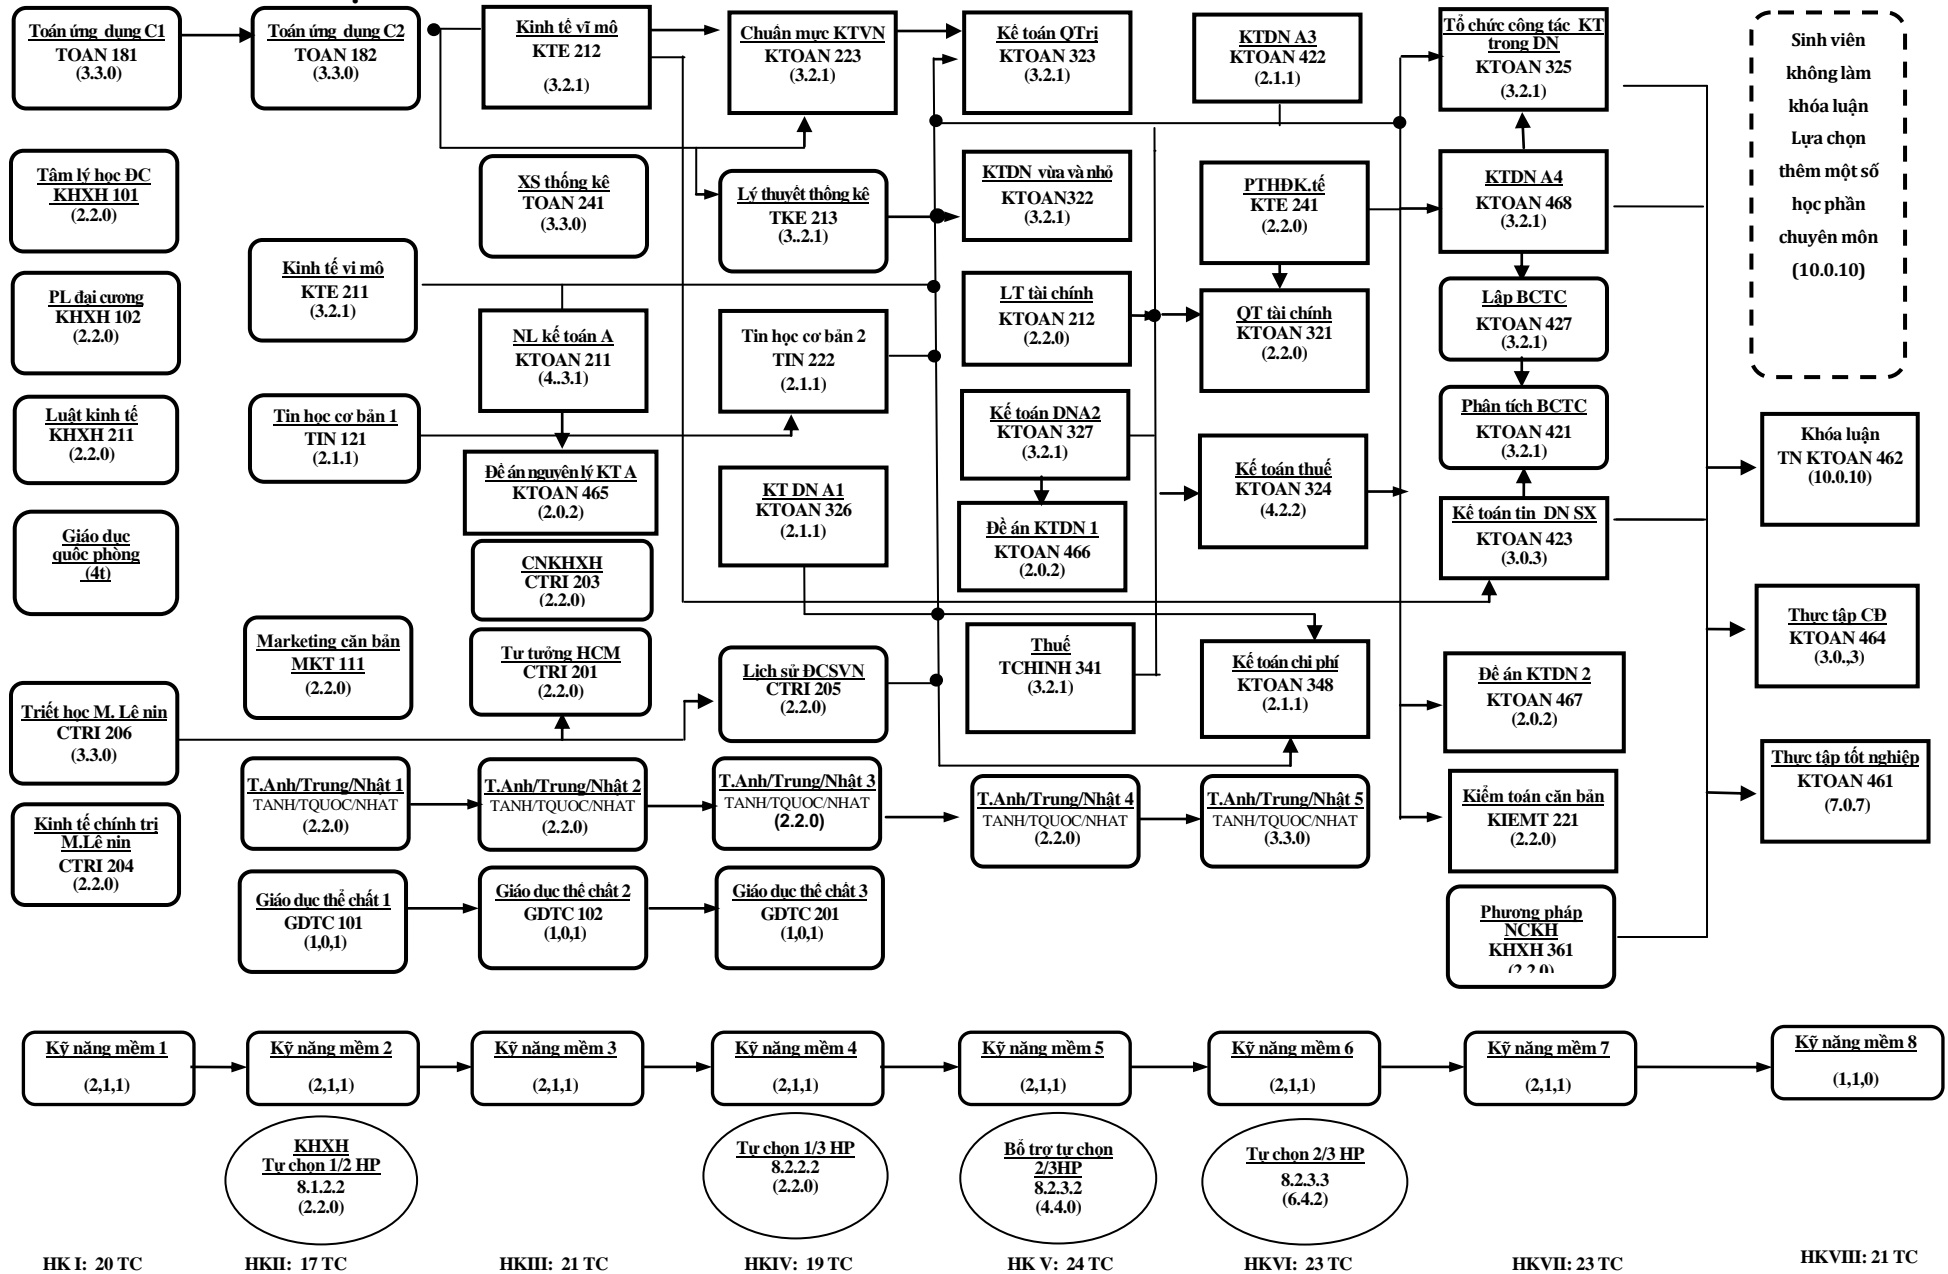 Toán ứng dụng C1
TOAN 181
(3.3.0)
Tâm lý học ĐC
KHXH 101
(2.2.0)
PL đại cương
KHXH 102
(2.2.0)
Luật kinh tế
KHXH 211
(2.2.0)
Giáo dục
quốc phòng
(4t)
Triết học M. Lê nin
CTRI 206
(3.3.0)
Kinh tế chính trị
M.Lê nin
CTRI 204
(2.2.0)
Toán ứng dụng C2
TOAN 182
(3.3.0)
Kinh tế vi mô
KTE 211
(3.2.1)
Tin học cơ bản 1
TIN 121
(2.1.1)
Marketing căn bản
MKT 111
(2.2.0)
T.Anh/Trung/Nhật 1
TANH/TQUOC/NHAT
(2.2.0)
Giáo dục thể chất 1
GDTC 101
(1,0,1)
Kinh tế vĩ mô
KTE 212
(3.2.1)
XS thống kê
TOAN 241
(3.3.0)
NL kế toán A
KTOAN 211
(4..3.1)
Đề án nguyên lý KT A
KTOAN 465
(2.0.2)
CNKHXH
CTRI 203
(2.2.0)
Tư tưởng HCM
CTRI 201
(2.2.0)
T.Anh/Trung/Nhật 2
TANH/TQUOC/NHAT
(2.2.0)
Giáo dục thể chất 2
GDTC 102
(1,0,1)
Chuẩn mực KTVN
KTOAN 223
(3.2.1)
Lý thuyết thống kê
TKE 213
(3..2.1)
Tin học cơ bản 2
TIN 222
(2.1.1)
KT DN A1
KTOAN 326
(2.1.1)
Lịch sử ĐCSVN
CTRI 205
(2.2.0)
T.Anh/Trung/Nhật 3
TANH/TQUOC/NHAT
(2.2.0)
Giáo dục thể chất 3
GDTC 201
(1,0,1)
Kế toán QTrị
KTOAN 323
(3.2.1)
KTDN vừa và nhỏ
KTOAN322
(3.2.1)
LT tài chính
KTOAN 212
(2.2.0)
Kế toán DNA2
KTOAN 327
(3.2.1)
Đề án KTDN 1
KTOAN 466
(2.0.2)
Thuế
TCHINH 341
(3.2.1)
T.Anh/Trung/Nhật 4
TANH/TQUOC/NHAT
(2.2.0)
KTDN A3
KTOAN 422
(2.1.1)
PTHĐK.tế
KTE 241
(2.2.0)
QT tài chính
KTOAN 321
(2.2.0)
Kế toán thuế
KTOAN 324
(4.2.2)
Kế toán chi phí
KTOAN 348
(2.1.1)
T.Anh/Trung/Nhật 5
TANH/TQUOC/NHAT
(3.3.0)
Tổ chức công tác KT
trong DN
KTOAN 325
(3.2.1)
KTDN A4
KTOAN 468
(3.2.1)
Lập BCTC
KTOAN 427
(3.2.1)
Phân tích BCTC
KTOAN 421
(3.2.1)
Kế toán tin DN SX
KTOAN 423
(3.0.3)
Đề án KTDN 2
KTOAN 467
(2.0.2)
Kiểm toán căn bản
KIEMT 221
(2.2.0)
Phương pháp
NCKH
KHXH 361
(2.2.0)
Sinh viên
không làm
khóa luận
Lựa chọn
thêm một số
học phần
chuyên môn
(10.0.10)
Khóa luận
TN KTOAN 462
(10.0.10)
Thực tập CĐ
KTOAN 464
(3.0.,3)
Thực tập tốt nghiệp
KTOAN 461
(7.0.7)
Kỹ năng mềm 1
(2,1,1)
Kỹ năng mềm 2
(2,1,1)
Kỹ năng mềm 3
(2,1,1)
Kỹ năng mềm 4
(2,1,1)
Kỹ năng mềm 5
(2,1,1)
Kỹ năng mềm 6
(2,1,1)
Kỹ năng mềm 7
(2,1,1)
Kỹ năng mềm 8
(1,1,0)
KHXH
Tự chọn 1/2 HP
8.1.2.2
(2.2.0)
Tự chọn 1/3 HP
8.2.2.2
(2.2.0)
Bổ trợ tự chọn
2/3HP
8.2.3.2
(4.4.0)
Tự chọn 2/3 HP
8.2.3.3
(6.4.2)
HK I: 20 TC
HKII: 17 TC
HKIII: 21 TC
HKIV: 19 TC
HK V: 24 TC
HKVI: 23 TC
HKVII: 23 TC
HKVIII: 21 TC